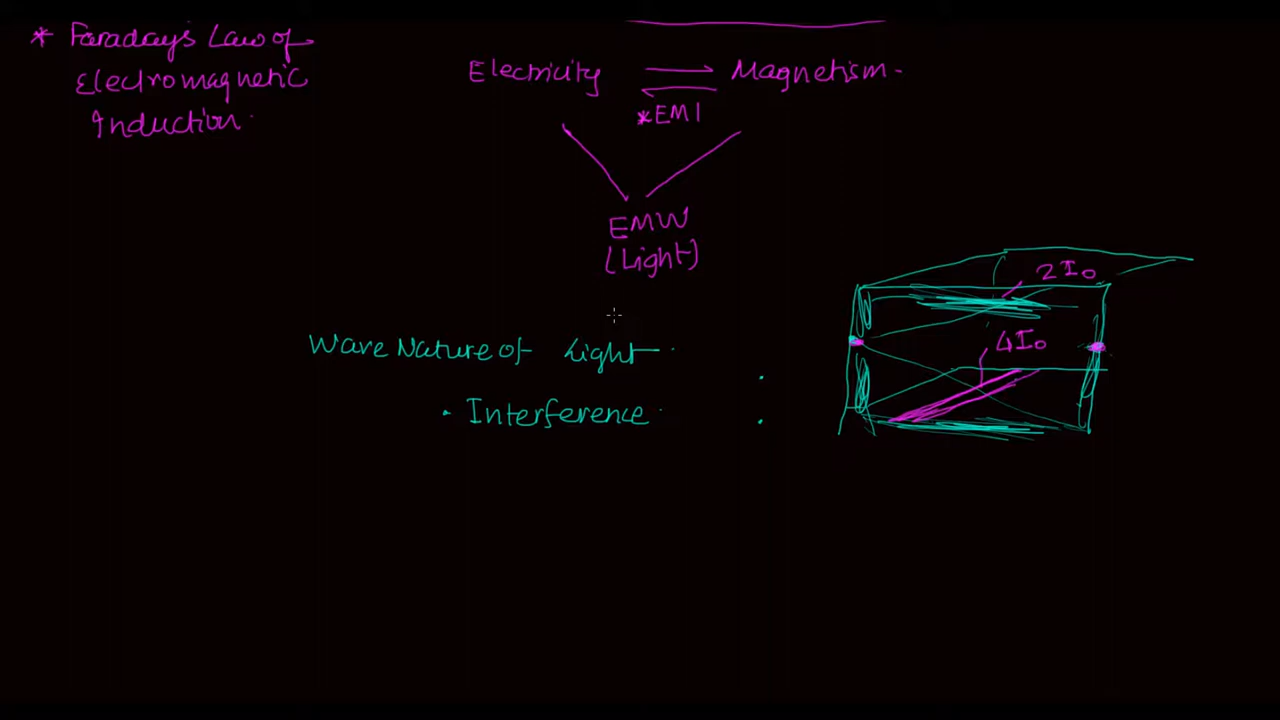 * Faraday's Law of
Electromagnetic
Induction.
Electricity ⇌ Magnetism.
*EMI
EMW
(Light)
2I₀
4I₀
Wave Nature of Light.
• Interference.